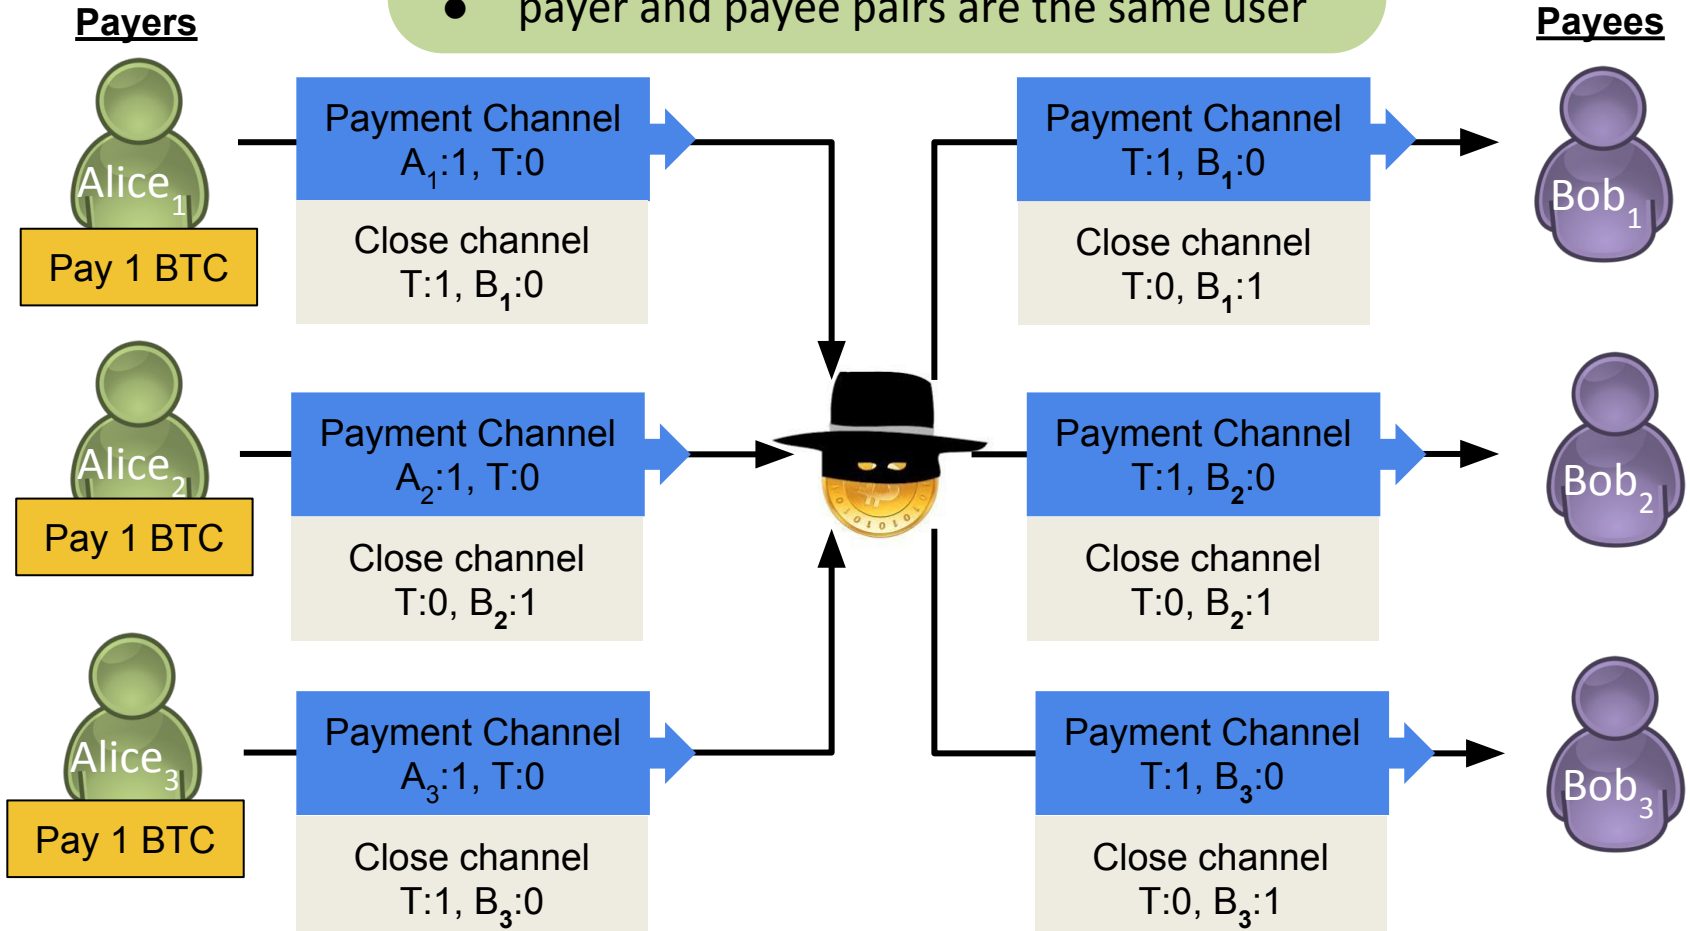 ● payer and payee pairs are the same user
Payers
Payees
Alice₁
Pay 1 BTC
Payment Channel
A₁:1, T:0
Close channel
T:1, B₁:0
Payment Channel
T:1, B₁:0
Close channel
T:0, B₁:1
Bob₁
Alice₂
Pay 1 BTC
Payment Channel
A₂:1, T:0
Close channel
T:0, B₂:1
Payment Channel
T:1, B₂:0
Close channel
T:0, B₂:1
Bob₂
Alice₃
Pay 1 BTC
Payment Channel
A₃:1, T:0
Close channel
T:1, B₃:0
Payment Channel
T:1, B₃:0
Close channel
T:0, B₃:1
Bob₃